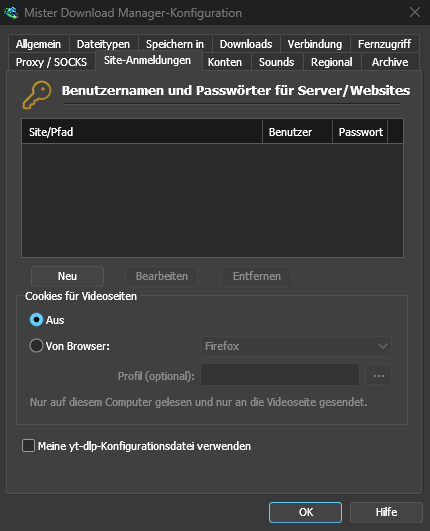 Mister Download Manager-Konfiguration
Allgemein Dateitypen Speichern in Downloads Verbindung Fernzugriff
Proxy / SOCKS Site-Anmeldungen Konten Sounds Regional Archive
Benutzernamen und Passwörter für Server/Websites
Site/Pfad Benutzer Passwort
Neu Bearbeiten Entfernen
Cookies für Videoseiten
Aus
Von Browser: Firefox
Profil (optional): ...
Nur auf diesem Computer gelesen und nur an die Videoseite gesendet.
Meine yt-dlp-Konfigurationsdatei verwenden
OK Hilfe